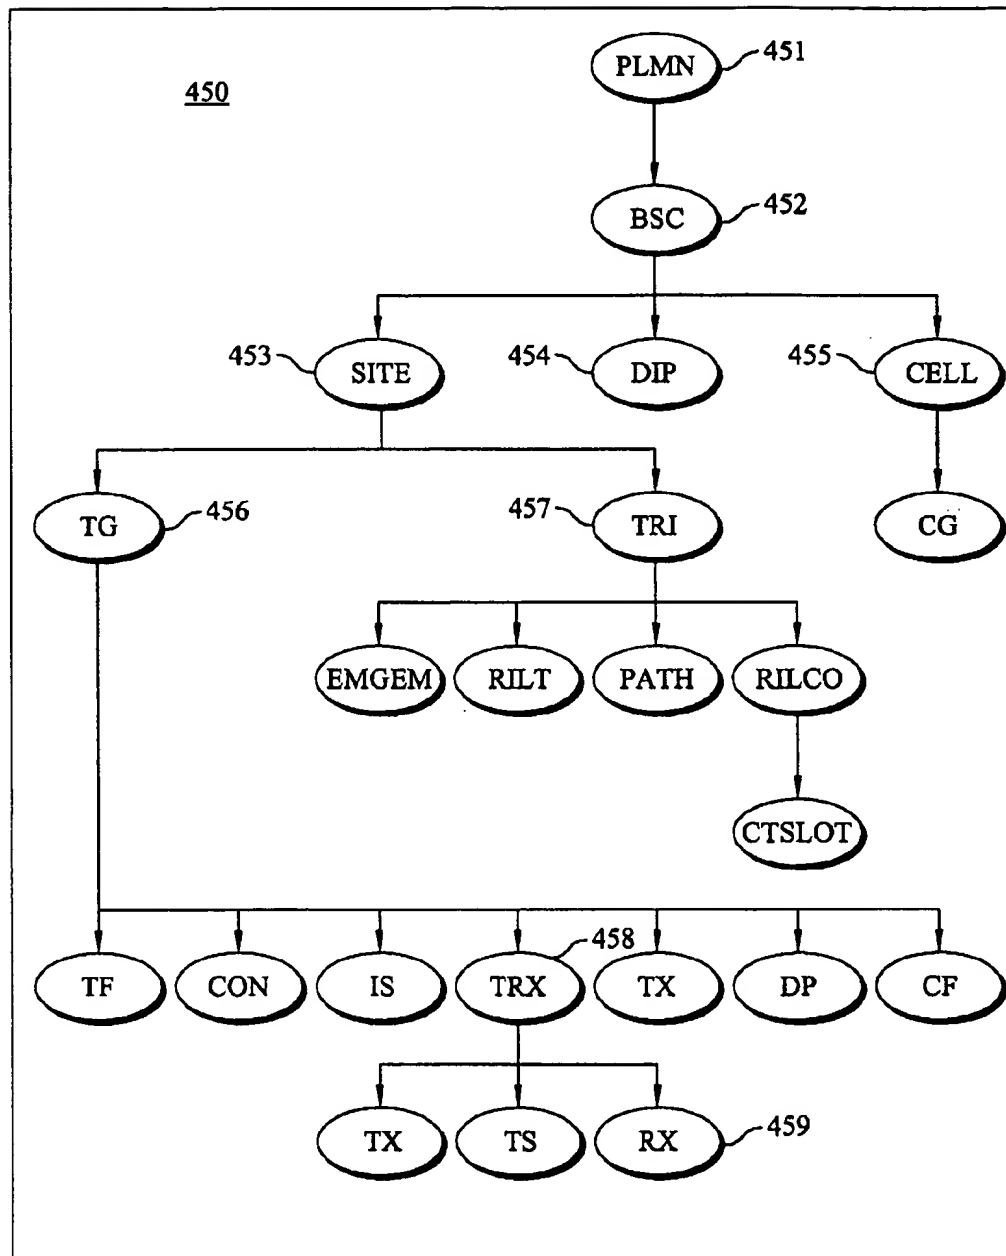 PLMN 451
450
BSC 452
453 SITE 454 DIP 455 CELL
TG 456 457 TRI CG
EMGEM RILT PATH RILCO
CTSLOT
458
TF CON IS TRX TX DP CF
TX TS RX 459